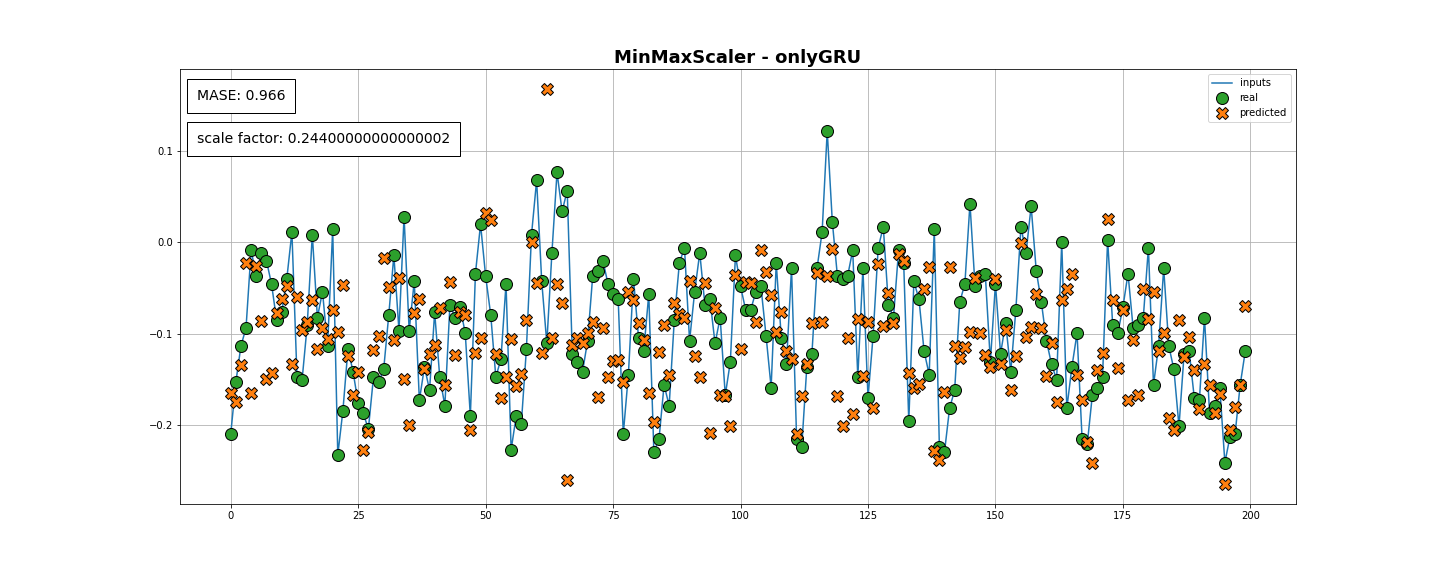 MinMaxScaler - onlyGRU
MASE: 0.966
scale factor: 0.24400000000000002
inputs
real
predicted
0.1
0.0
−0.1
−0.2
0 25 50 75 100 125 150 175 200